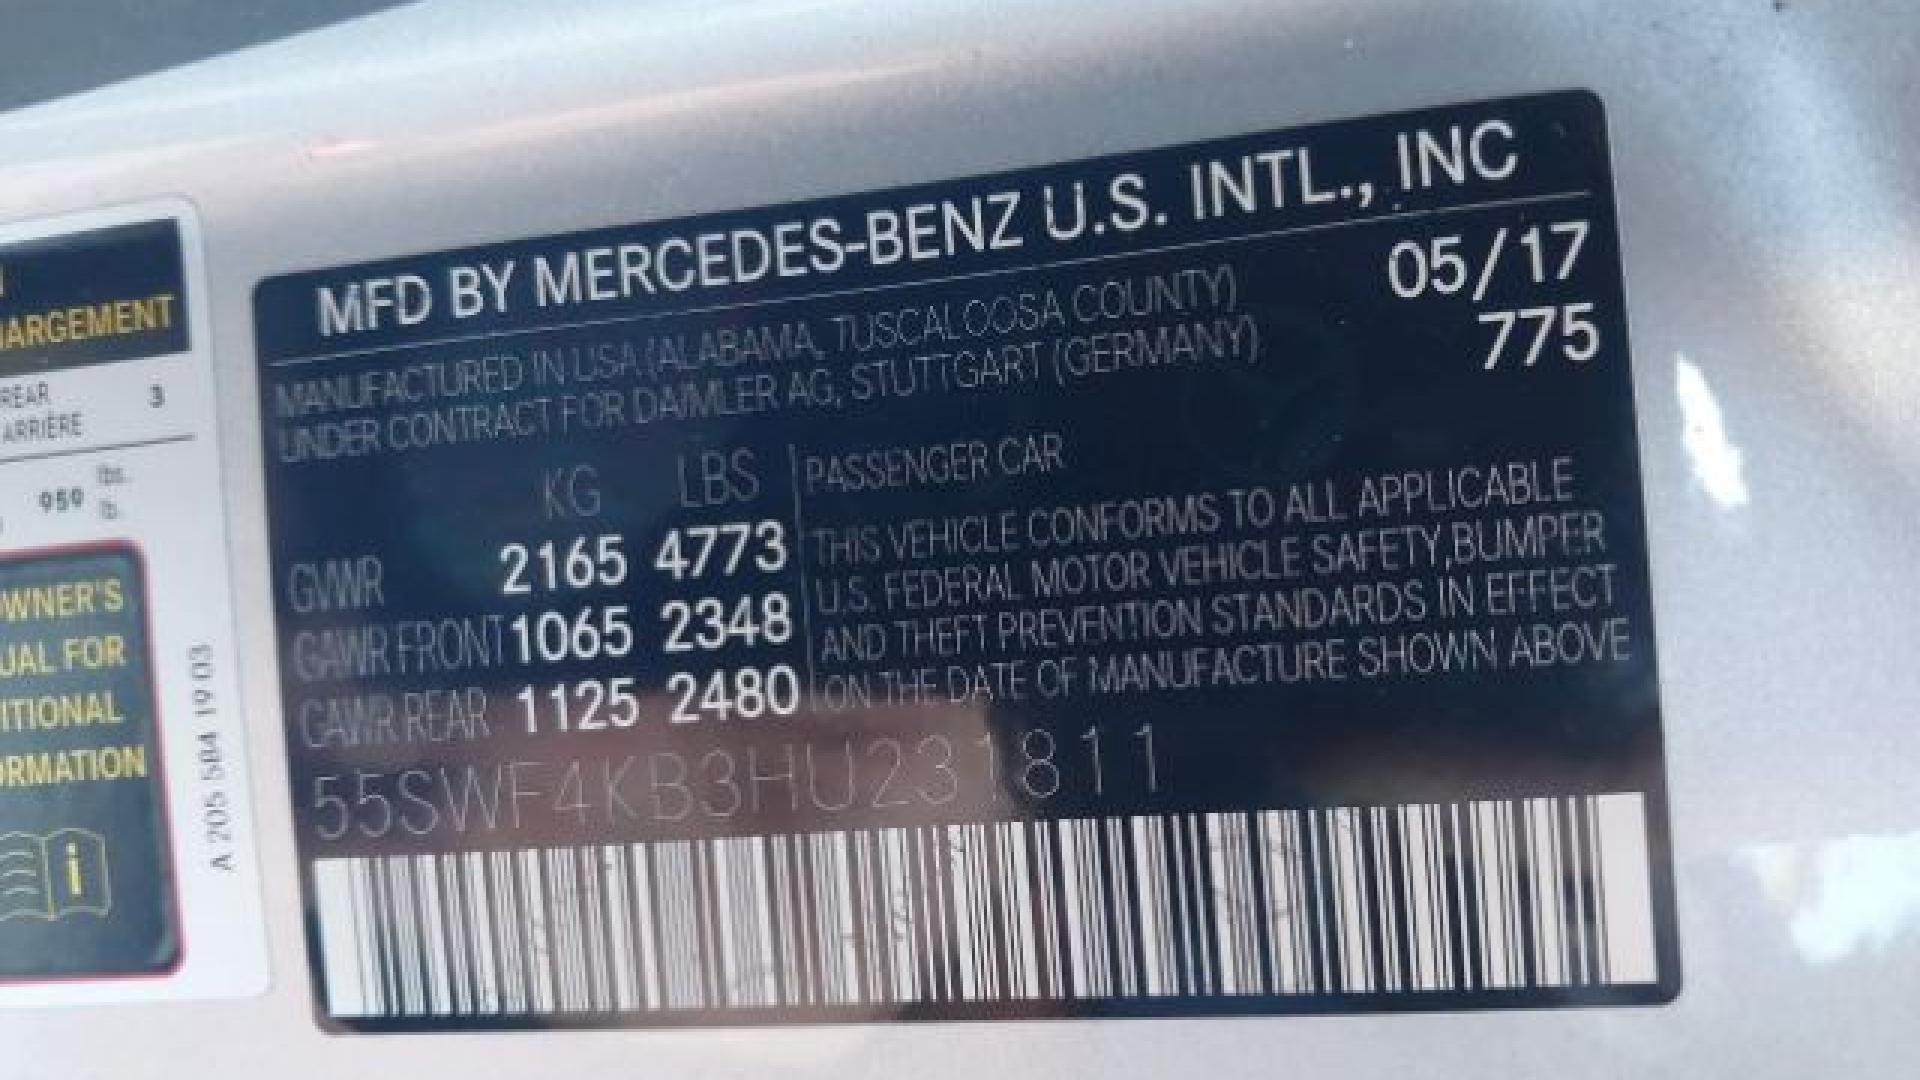 HARGEMENT
REAR 3
ARRIÈRE
959 lbs.
lb.
OWNER'S
UAL FOR
ITIONAL
ORMATION
i
A 205 584 19 03
MFD BY MERCEDES-BENZ U.S. INTL., INC
MANUFACTURED IN USA (ALABAMA, TUSCALOOSA COUNTY) 05/17
UNDER CONTRACT FOR DAIMLER AG, STUTTGART (GERMANY) 775
KG LBS PASSENGER CAR
GVWR 2165 4773
GAWR FRONT 1065 2348
GAWR REAR 1125 2480
THIS VEHICLE CONFORMS TO ALL APPLICABLE
U.S. FEDERAL MOTOR VEHICLE SAFETY,BUMPER
AND THEFT PREVENTION STANDARDS IN EFFECT
ON THE DATE OF MANUFACTURE SHOWN ABOVE
55SWF4KB3HU231811